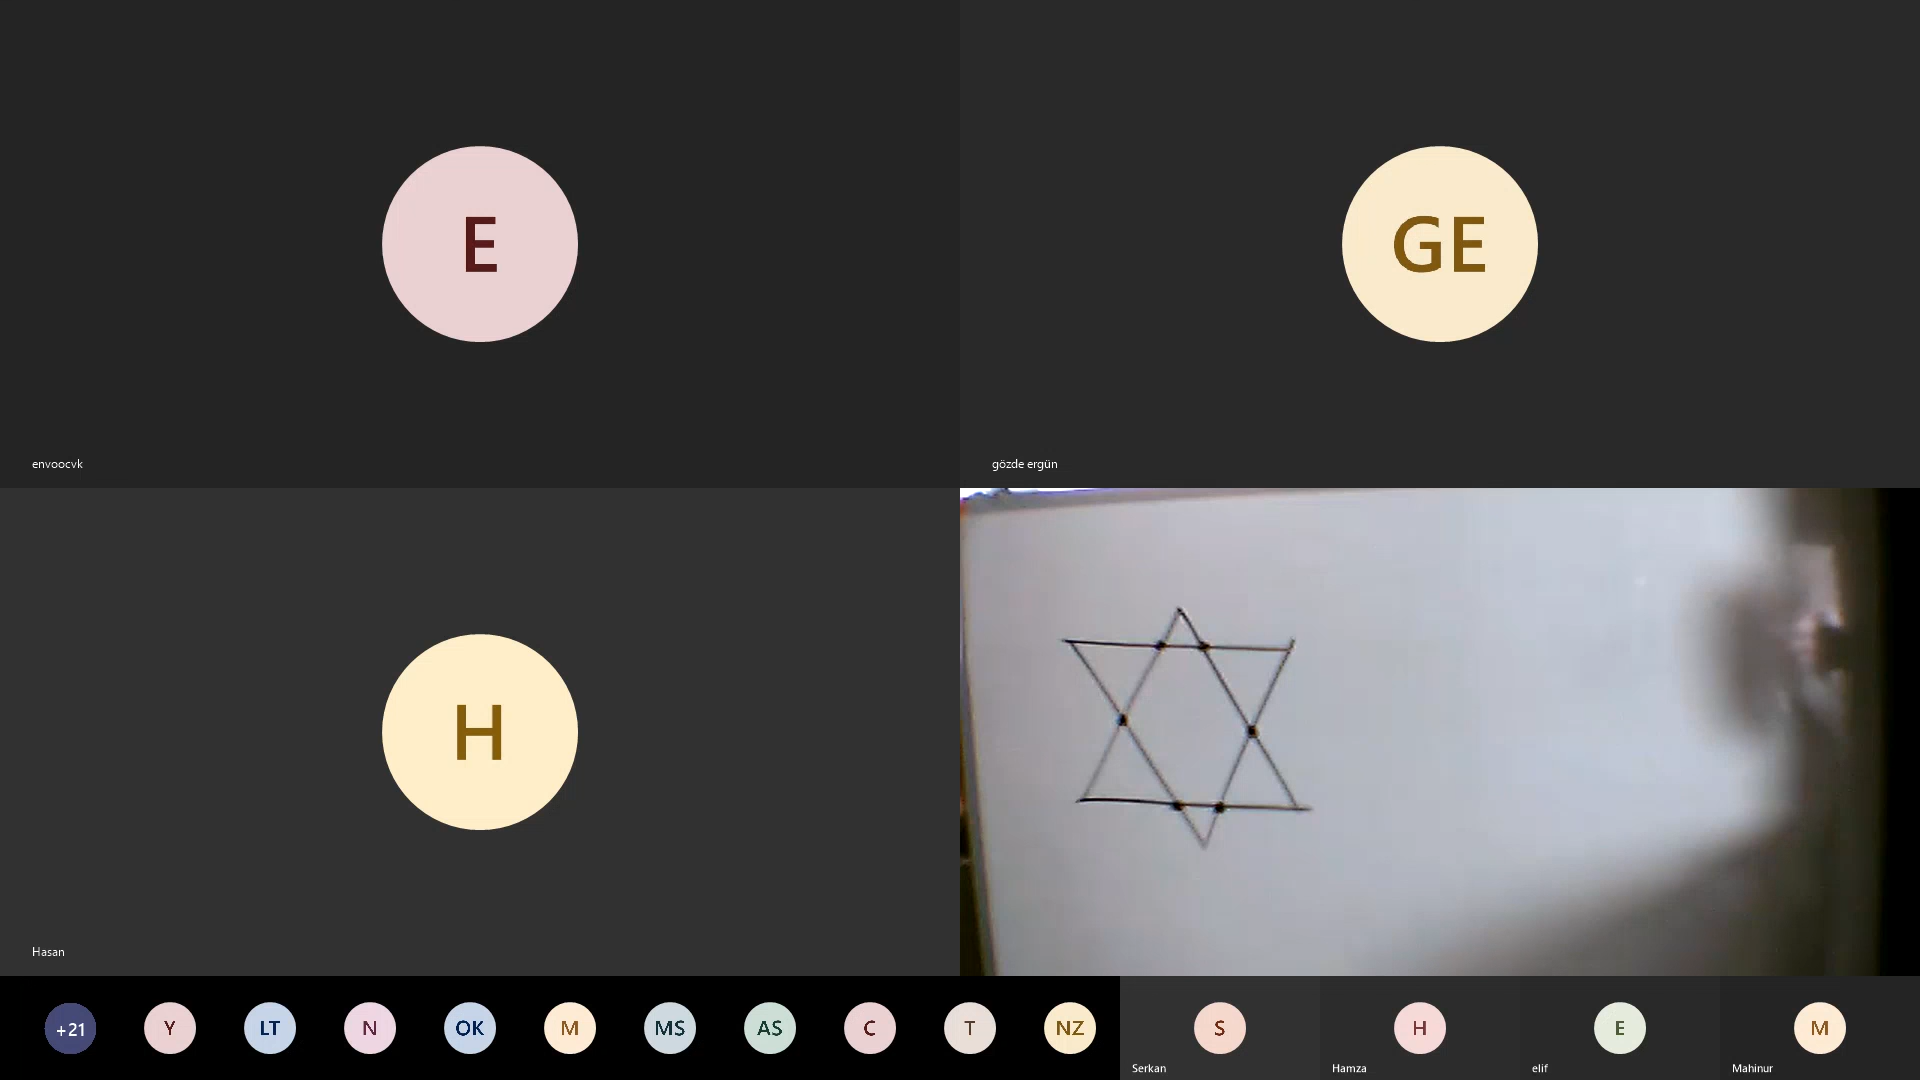 E
GE
envoocvk
gözde ergün
H
Hasan
+21
Y
LT
N
OK
M
MS
AS
C
T
NZ
S
H
E
M
Serkan
Hamza
elif
Mahinur